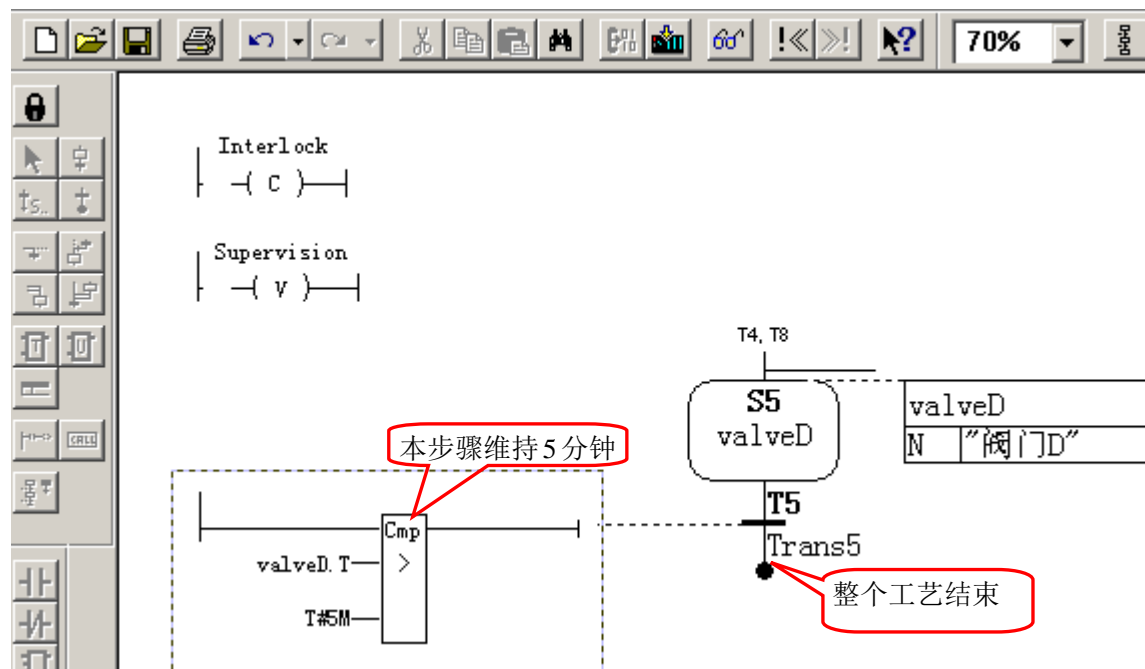 70%
Interlock
( C )
Supervision
( V )
T4, T8
S5
valveD
valveD
N "阀门D"
本步骤维持5分钟
T5
Trans5
Cmp
valveD.T
>
T#5M
整个工艺结束